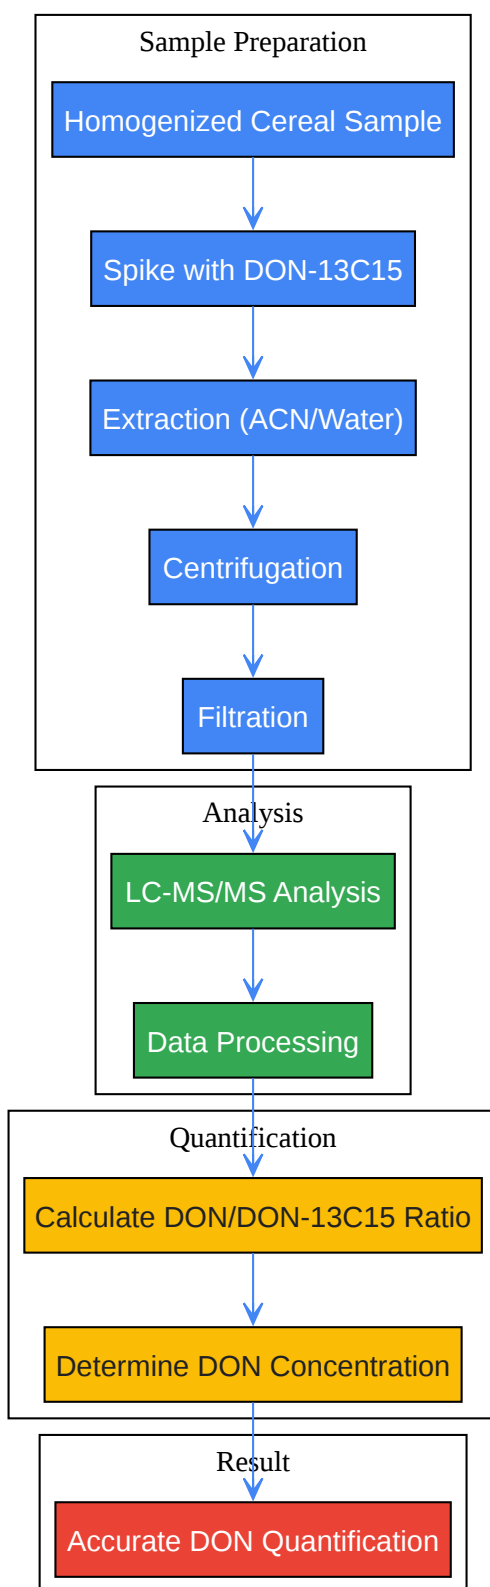 Sample Preparation
Homogenized Cereal Sample
Spike with DON-13C15
Extraction (ACN/Water)
Centrifugation
Filtration
Analysis
LC-MS/MS Analysis
Data Processing
Quantification
Calculate DON/DON-13C15 Ratio
Determine DON Concentration
Result
Accurate DON Quantification